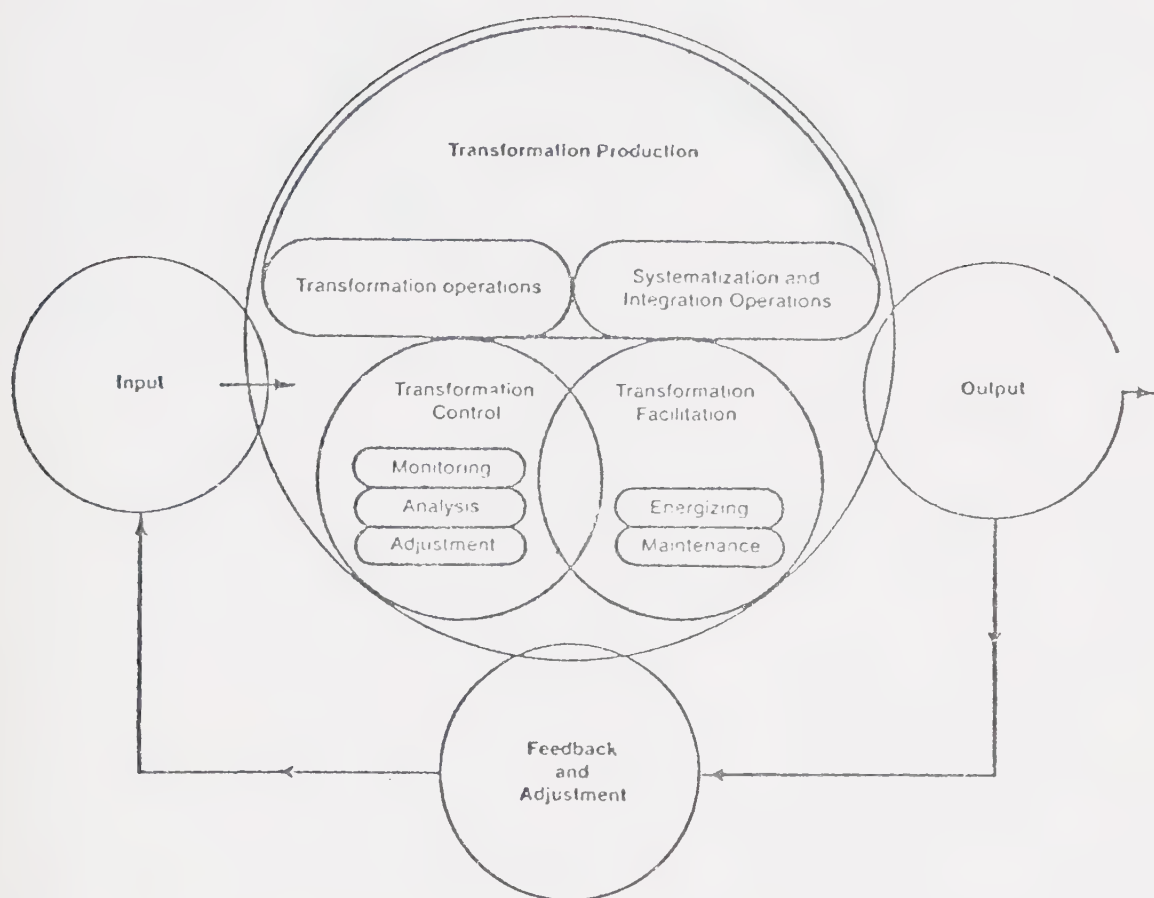 Transformation Production
Transformation operations
Systematization and
Integration Operations
Input
Transformation
Control
Transformation
Facilitation
Output
Monitoring
Analysis
Adjustment
Energizing
Maintenance
Feedback
and
Adjustment